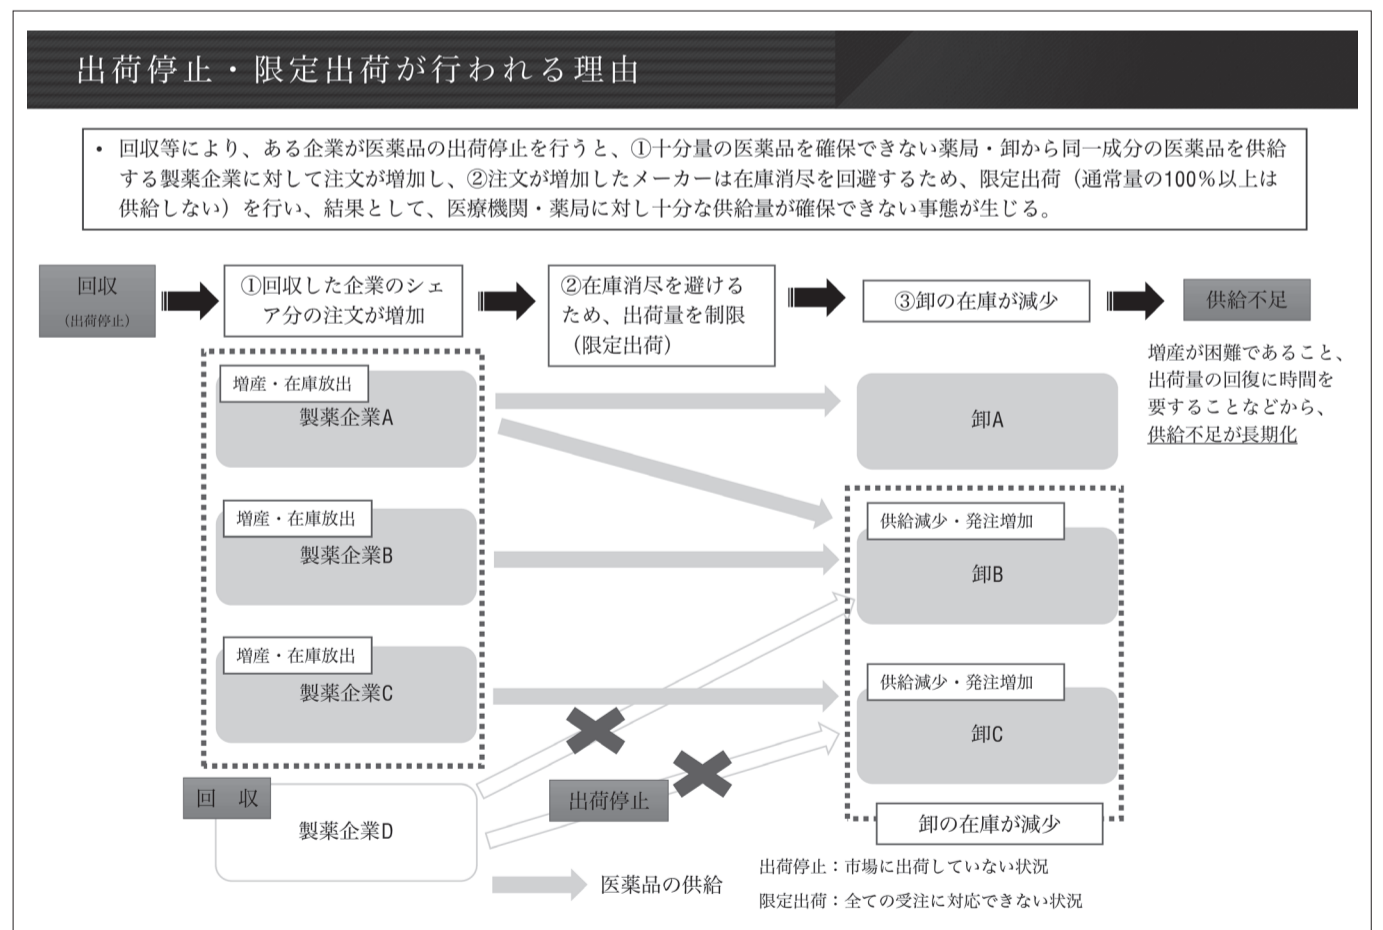 出荷停止・限定出荷が行われる理由
• 回収等により、ある企業が医薬品の出荷停止を行うと、①十分量の医薬品を確保できない薬局・卸から同一成分の医薬品を供給
する製薬企業に対して注文が増加し、②注文が増加したメーカーは在庫消尽を回避するため、限定出荷（通常量の100％以上は
供給しない）を行い、結果として、医療機関・薬局に対し十分な供給量が確保できない事態が生じる。
回収
（出荷停止）
①回収した企業のシェ
ア分の注文が増加
②在庫消尽を避ける
ため、出荷量を制限
（限定出荷）
③卸の在庫が減少
供給不足
増産が困難であること、
出荷量の回復に時間を
要することなどから、
供給不足が長期化
増産・在庫放出
製薬企業A
卸A
増産・在庫放出
製薬企業B
供給減少・発注増加
卸B
増産・在庫放出
製薬企業C
供給減少・発注増加
卸C
回　収
製薬企業D
出荷停止
卸の在庫が減少
医薬品の供給
出荷停止：市場に出荷していない状況
限定出荷：全ての受注に対応できない状況